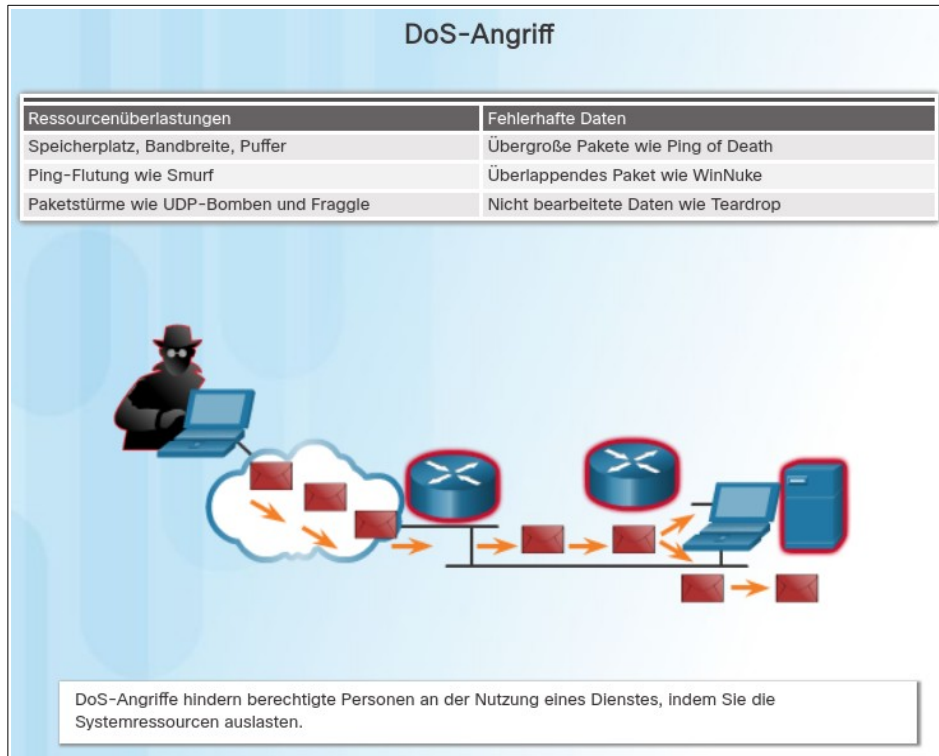 DoS-Angriff
Ressourcenüberlastungen Fehlerhafte Daten
Speicherplatz, Bandbreite, Puffer Übergroße Pakete wie Ping of Death
Ping-Flutung wie Smurf Überlappendes Paket wie WinNuke
Paketstürme wie UDP-Bomben und Fraggle Nicht bearbeitete Daten wie Teardrop
DoS-Angriffe hindern berechtigte Personen an der Nutzung eines Dienstes, indem Sie die
Systemressourcen auslasten.